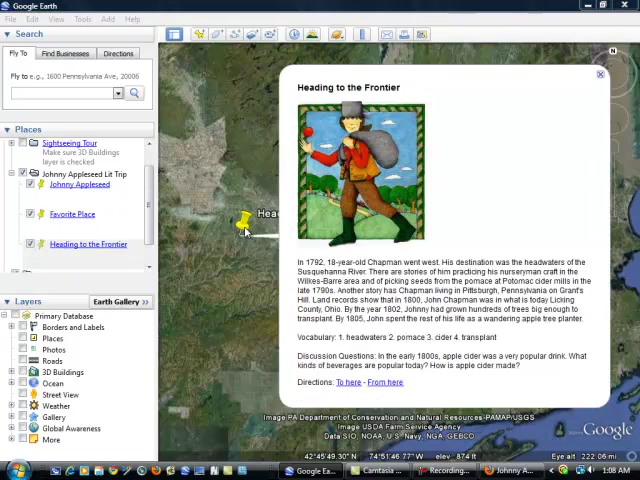 Google Earth
File Edit View Tools Add Help
Search
Fly To Find Businesses Directions
Fly to e.g., 1600 Pennsylvania Ave, 20006
Places
Sightseeing Tour
Make sure 3D Buildings
layer is checked
Johnny Appleseed Lit Trip
Johnny Appleseed
Favorite Place
Heading to the Frontier
Layers
Earth Gallery >>
Primary Database
Borders and Labels
Places
Photos
Roads
3D Buildings
Ocean
Street View
Weather
Gallery
Global Awareness
More
N
Head
Heading to the Frontier
In 1792, 18-year-old Chapman went west. His destination was the headwaters of the
Susquehanna River. There are stories of him practicing his nurseryman craft in the
Wilkes-Barre area and of picking seeds from the pomace at Potomac cider mills in the
late 1790s. Another story has Chapman living in Pittsburgh, Pennsylvania on Grant's
Hill. Land records show that in 1800, John Chapman was in what is today Licking
County, Ohio. By the year 1802, Johnny had grown hundreds of trees big enough to
transplant. By 1805, John spent the rest of his life as a wandering apple tree planter.
Vocabulary: 1. headwaters 2. pomace 3. cider 4. transplant
Discussion Questions: In the early 1800s, apple cider was a very popular drink. What
kinds of beverages are popular today? How is apple cider made?
Directions: To here - From here
Image PA Department of Conservation and Natural Resources-PAMAP/USGS
Image USDA Farm Service Agency
Data SIO, NOAA, U.S. Navy, NGA, GEBCO
Google
42°45'49.30" N 74°51'46.77" W elev 874 ft Eye alt 222.06 mi
Google Ea... Camtasia ... Recording... Johnny A... 1:08 AM